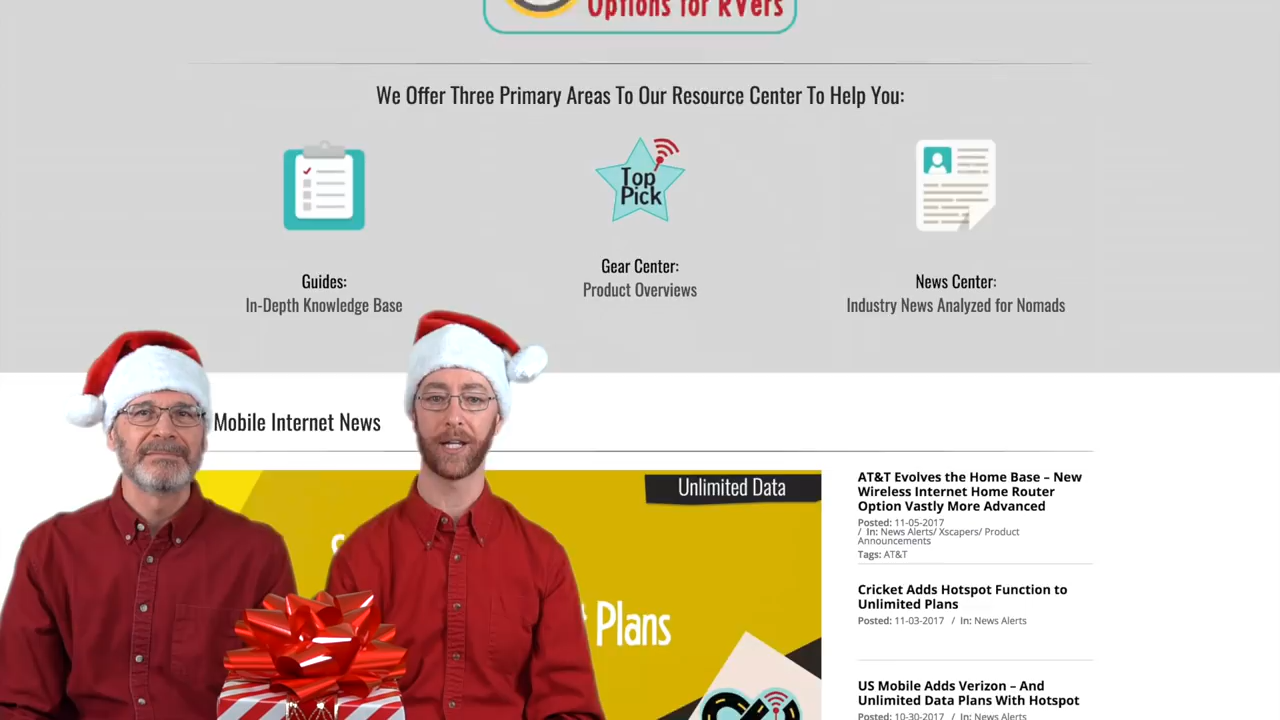 Options for RVers
We Offer Three Primary Areas To Our Resource Center To Help You:
Top
Pick
Guides:
In-Depth Knowledge Base
Gear Center:
Product Overviews
News Center:
Industry News Analyzed for Nomads
Mobile Internet News
Unlimited Data
S
Plans
AT&T Evolves the Home Base – New
Wireless Internet Home Router
Option Vastly More Advanced
Posted: 11-05-2017
/ In: News Alerts/ Xscapers/ Product
Announcements
Tags: AT&T
Cricket Adds Hotspot Function to
Unlimited Plans
Posted: 11-03-2017 / In: News Alerts
US Mobile Adds Verizon – And
Unlimited Data Plans With Hotspot
Posted: 10-30-2017 / In: News Alerts